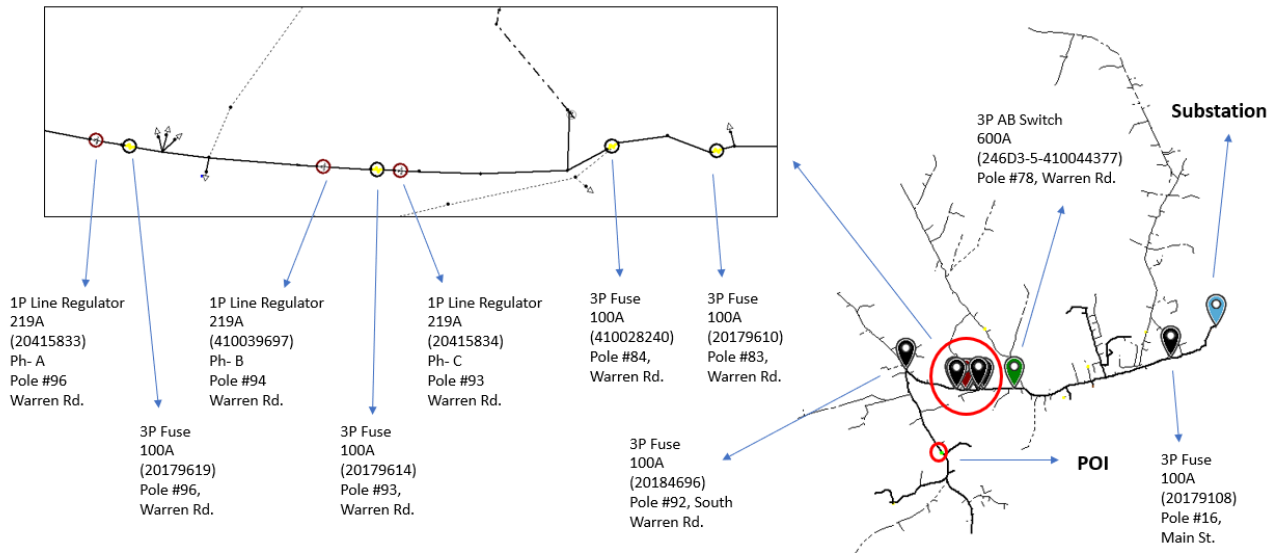 Substation
3P AB Switch
600A
(246D3-5-410044377)
Pole #78, Warren Rd.
1P Line Regulator
219A
(20415833)
Ph- A
Pole #96
Warren Rd.
1P Line Regulator
219A
(410039697)
Ph- B
Pole #94
Warren Rd.
1P Line Regulator
219A
(20415834)
Ph- C
Pole #93
Warren Rd.
3P Fuse
100A
(410028240)
Pole #84,
Warren Rd.
3P Fuse
100A
(20179610)
Pole #83,
Warren Rd.
3P Fuse
100A
(20179619)
Pole #96,
Warren Rd.
3P Fuse
100A
(20179614)
Pole #93,
Warren Rd.
3P Fuse
100A
(20184696)
Pole #92, South
Warren Rd.
POI
3P Fuse
100A
(20179108)
Pole #16,
Main St.